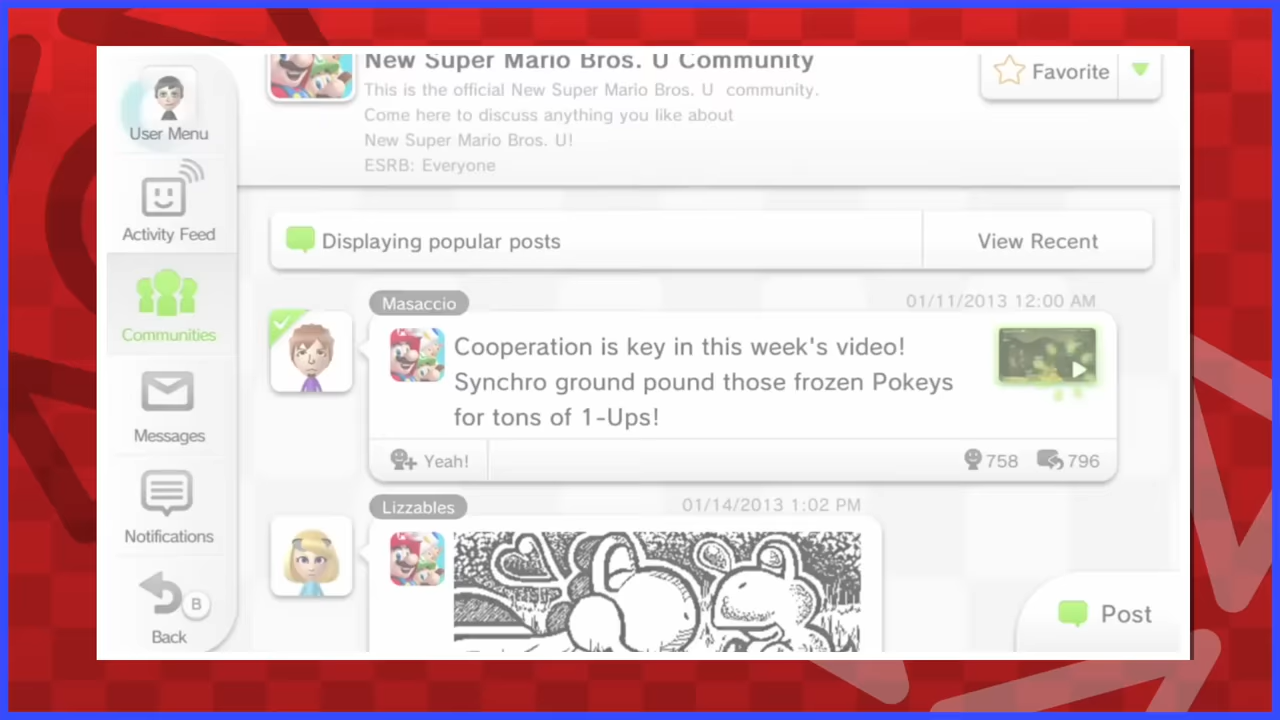 New Super Mario Bros. U Community
This is the official New Super Mario Bros. U community.
Come here to discuss anything you like about
New Super Mario Bros. U!
ESRB: Everyone
Favorite
User Menu
Activity Feed
Communities
Messages
Notifications
B
Back
Displaying popular posts
View Recent
Masaccio
01/11/2013 12:00 AM
Cooperation is key in this week's video!
Synchro ground pound those frozen Pokeys
for tons of 1-Ups!
Yeah!
758
796
Lizzables
01/14/2013 1:02 PM
Post